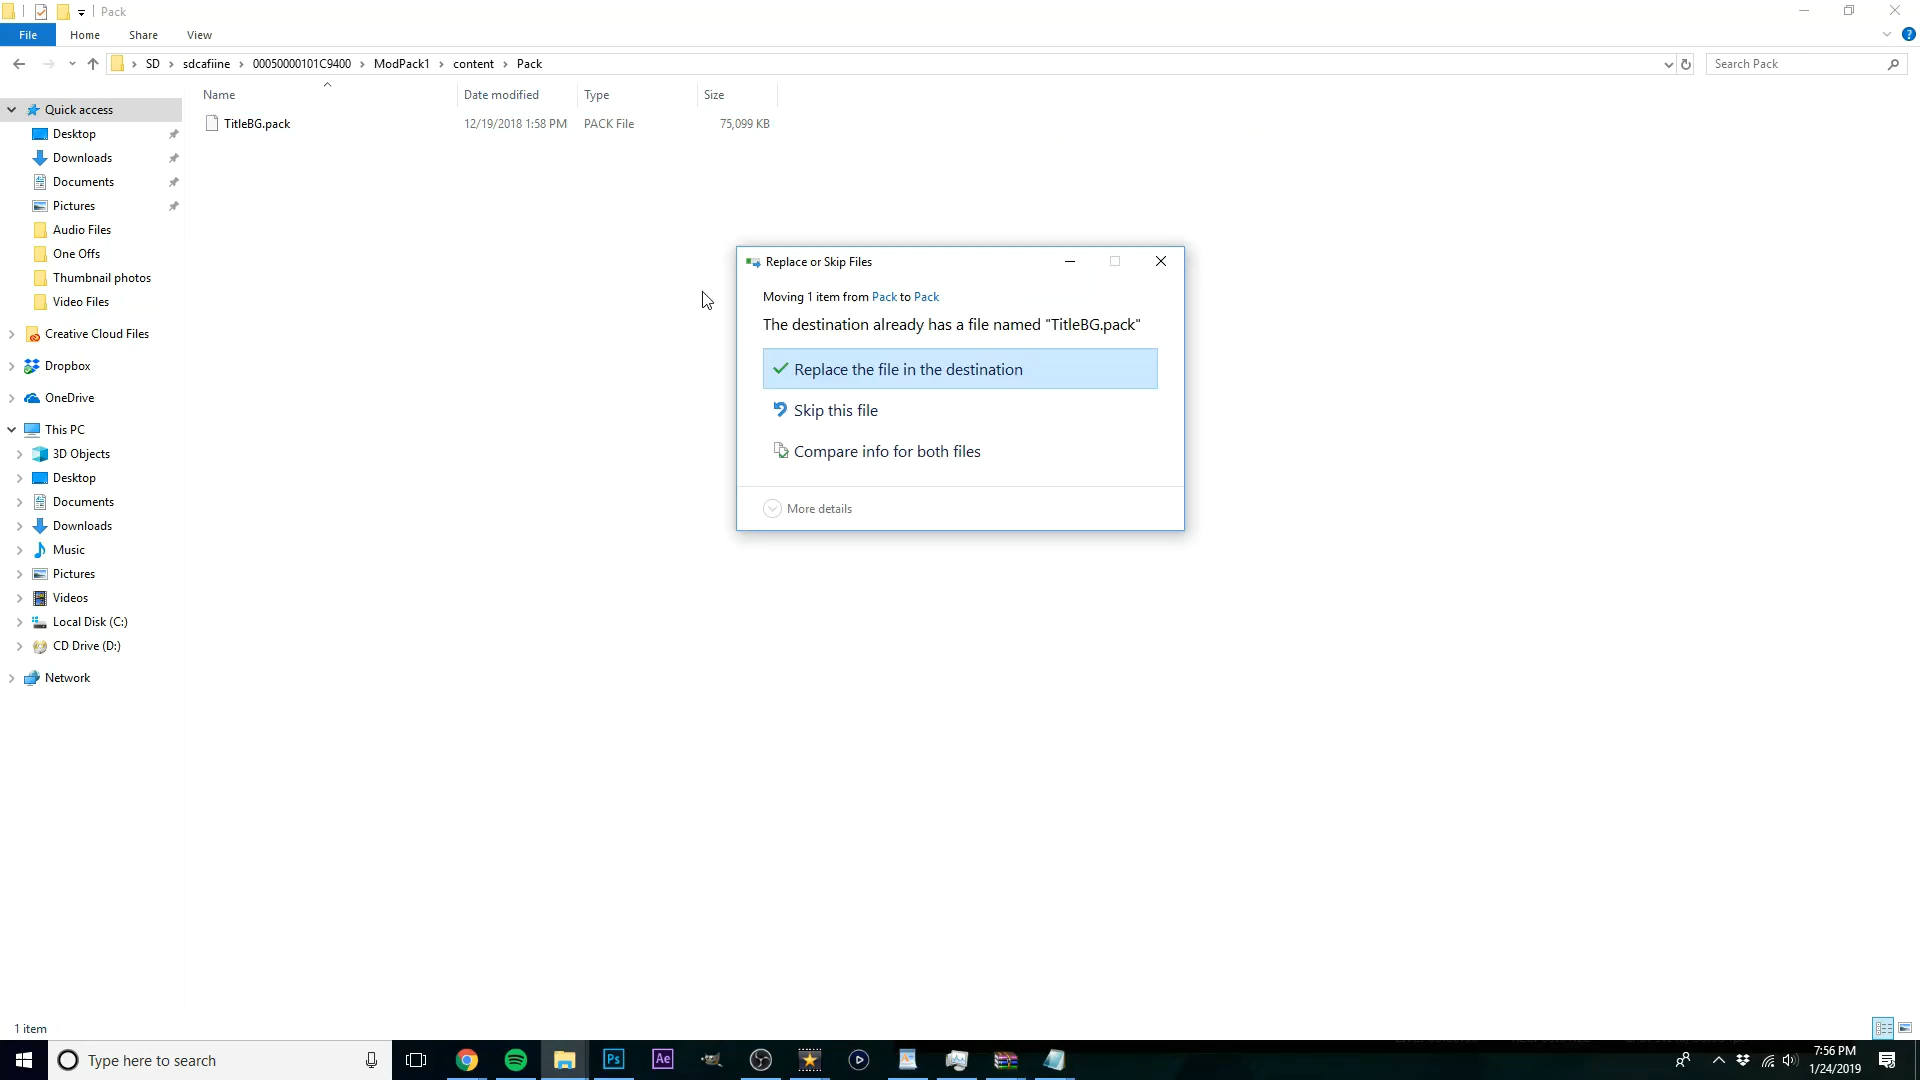 Pack
File
Home
Share
View
SD
sdcafiine
00050000101C9400
ModPack1
content
Pack
Search Pack
Name
Date modified
Type
Size
TitleBG.pack
12/19/2018 1:58 PM
PACK File
75,099 KB
Quick access
Desktop
Downloads
Documents
Pictures
Audio Files
One Offs
Thumbnail photos
Video Files
Creative Cloud Files
Dropbox
OneDrive
This PC
3D Objects
Desktop
Documents
Downloads
Music
Pictures
Videos
Local Disk (C:)
CD Drive (D:)
Network
Replace or Skip Files
Moving 1 item from Pack to Pack
The destination already has a file named "TitleBG.pack"
Replace the file in the destination
Skip this file
Compare info for both files
More details
1 item
Type here to search
Ps
Ae
7:56 PM
1/24/2019